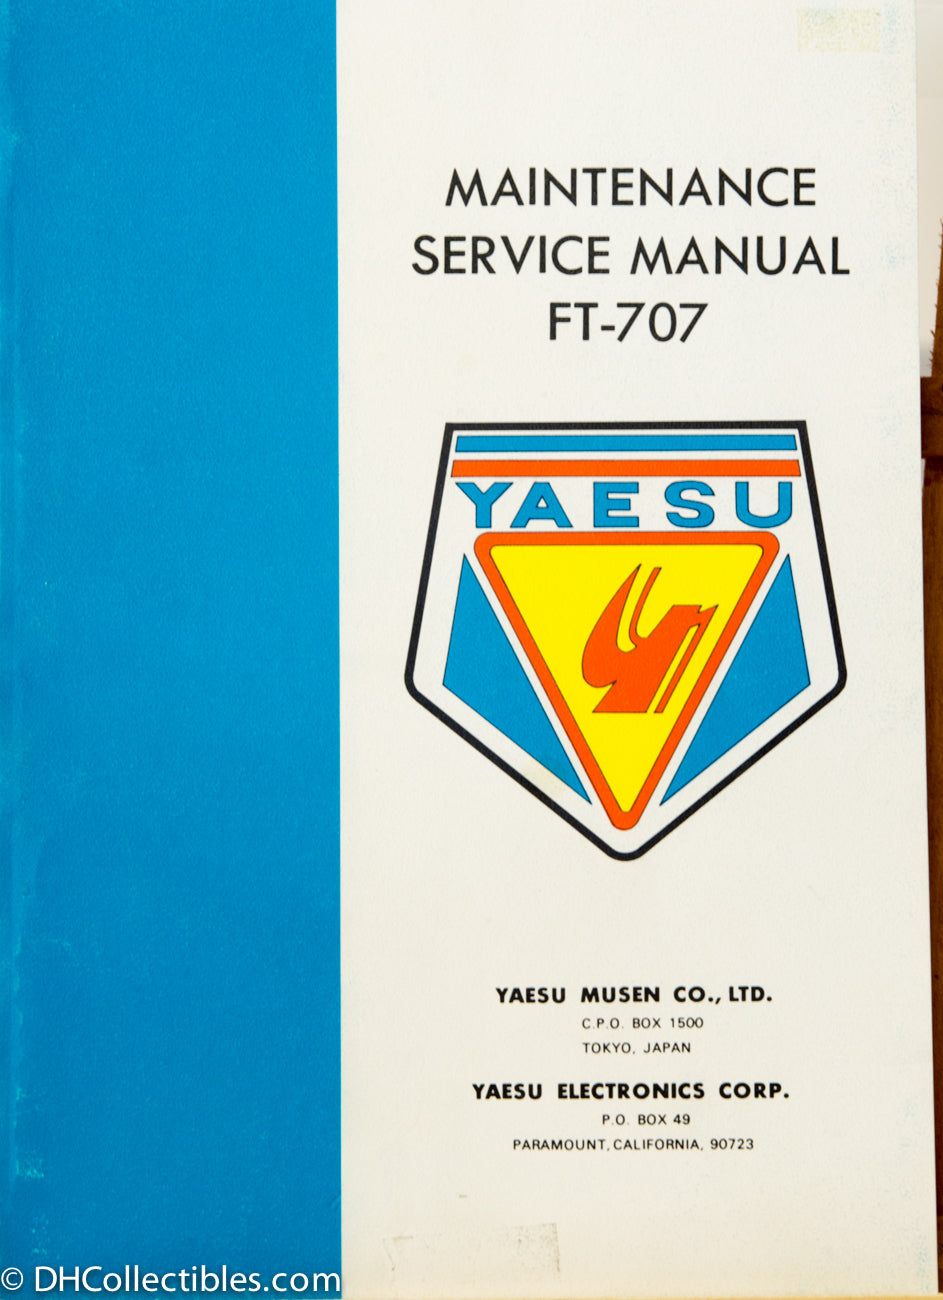 MAINTENANCE
SERVICE MANUAL
FT-707
YAESU
YAESU MUSEN CO., LTD.
C.P.O. BOX 1500
TOKYO, JAPAN
YAESU ELECTRONICS CORP.
P.O. BOX 49
PARAMOUNT, CALIFORNIA, 90723
© DHCollectibles.com